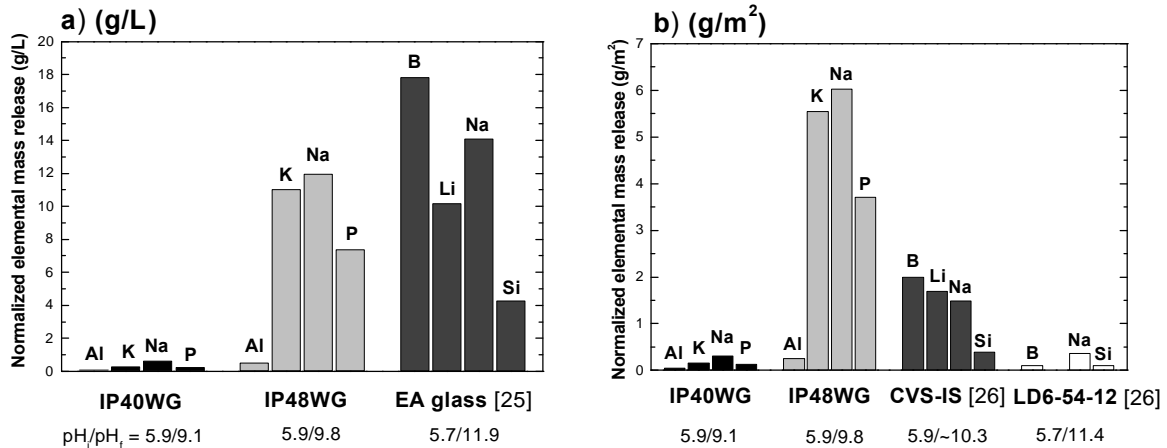 a) (g/L)
Normalized elemental mass release (g/L)
20
18
16
14
12
10
8
6
4
2
0
Al K Na P
Al K Na P
B Li Na Si
IP40WG IP48WG EA glass [25]
pHi/pHf = 5.9/9.1 5.9/9.8 5.7/11.9
b) (g/m²)
Normalized elemental mass release (g/m²)
7
6
5
4
3
2
1
0
Al K Na P
Al K Na P
B Li Na Si
B Na Si
IP40WG IP48WG CVS-IS [26] LD6-54-12 [26]
5.9/9.1 5.9/9.8 5.9/~10.3 5.7/11.4